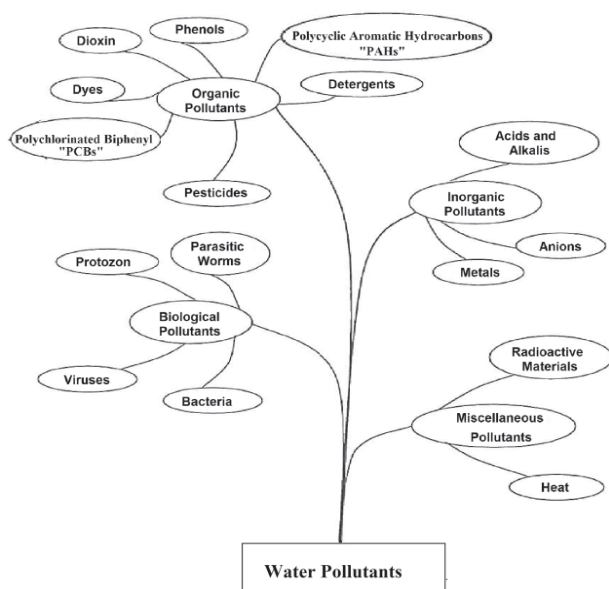 Phenols
Polycyclic Aromatic Hydrocarbons
"PAHs"
Dioxin
Detergents
Dyes
Organic
Pollutants
Polychlorinated Biphenyl
"PCBs"
Pesticides
Acids and
Alkalis
Inorganic
Pollutants
Anions
Metals
Parasitic
Worms
Protozon
Biological
Pollutants
Viruses
Bacteria
Radioactive
Materials
Miscellaneous
Pollutants
Heat
Water Pollutants